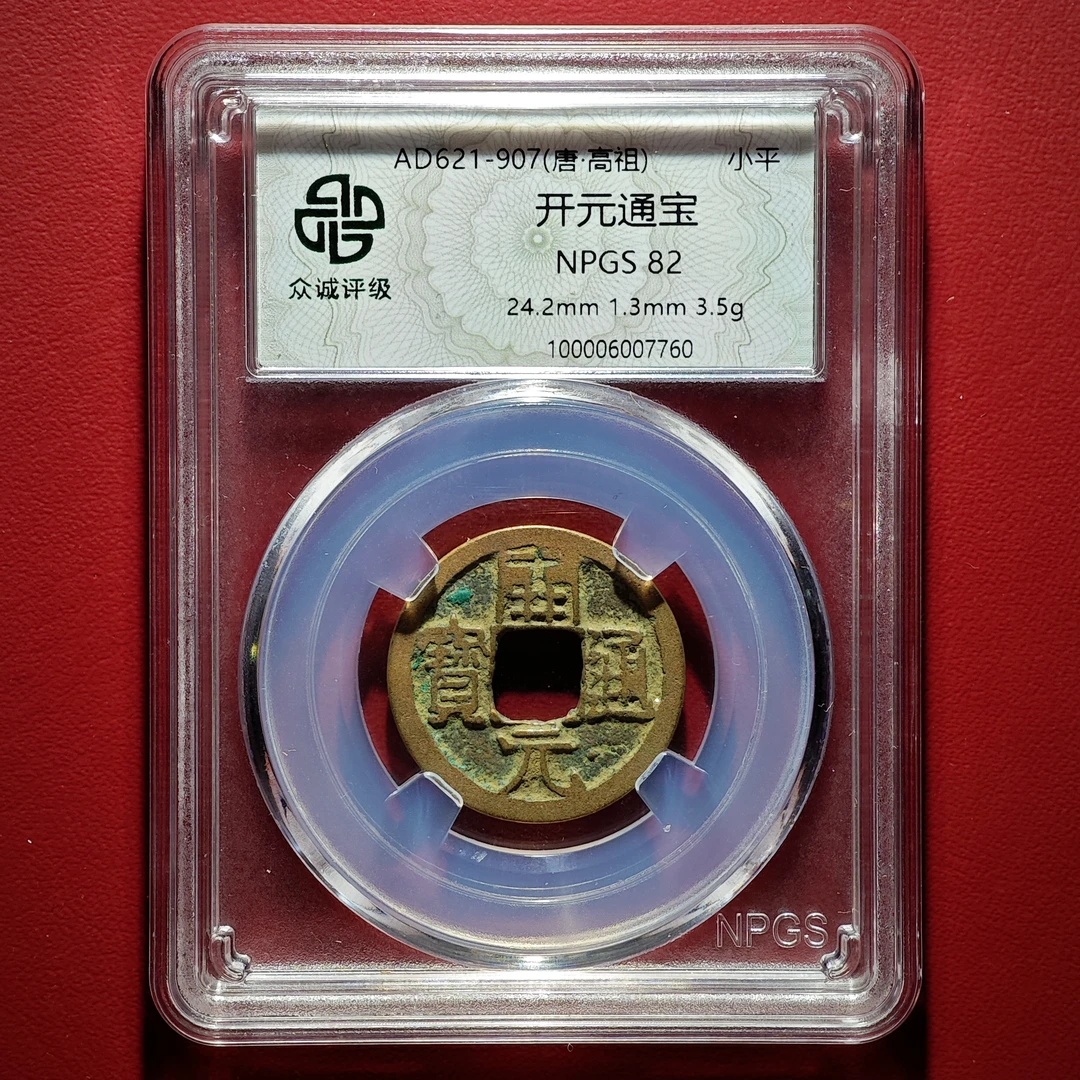 AD621-907(唐·高祖) 小平
开元通宝
NPGS 82
24.2mm 1.3mm 3.5g
100006007760
众诚评级
開
寶 通
元
NPGS